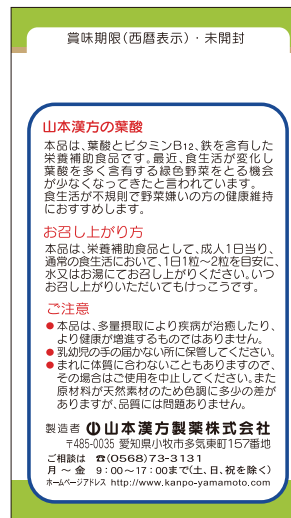 賞味期限(西暦表示)・未開封
山本漢方の葉酸
本品は、葉酸とビタミンB12、鉄を含有した
栄養補助食品です。最近、食生活が変化し
葉酸を多く含有する緑色野菜をとる機会
が少なくなってきたと言われています。
食生活が不規則で野菜嫌いの方の健康維持
におすすめします。
お召し上がり方
本品は、栄養補助食品として、成人1日当り、
通常の食生活において、1日1粒~2粒を目安に、
水又はお湯にてお召し上がりください。いつ
お召し上がりいただいてもけっこうです。
ご注意
●本品は、多量摂取により疾病が治癒したり、
より健康が増進するものではありません。
●乳幼児の手の届かない所に保管してください。
●まれに体質に合わないこともありますので、
その場合はご使用を中止してください。また
原材料が天然素材のため色調に多少の差が
ありますが、品質には問題ありません。
製造者 山本漢方製薬株式会社
〒485-0035 愛知県小牧市多気東町157番地
ご相談は ☎(0568)73-3131
月~金 9:00~17:00まで(土、日、祝を除く)
ホームページアドレス http://www.kanpo-yamamoto.com/